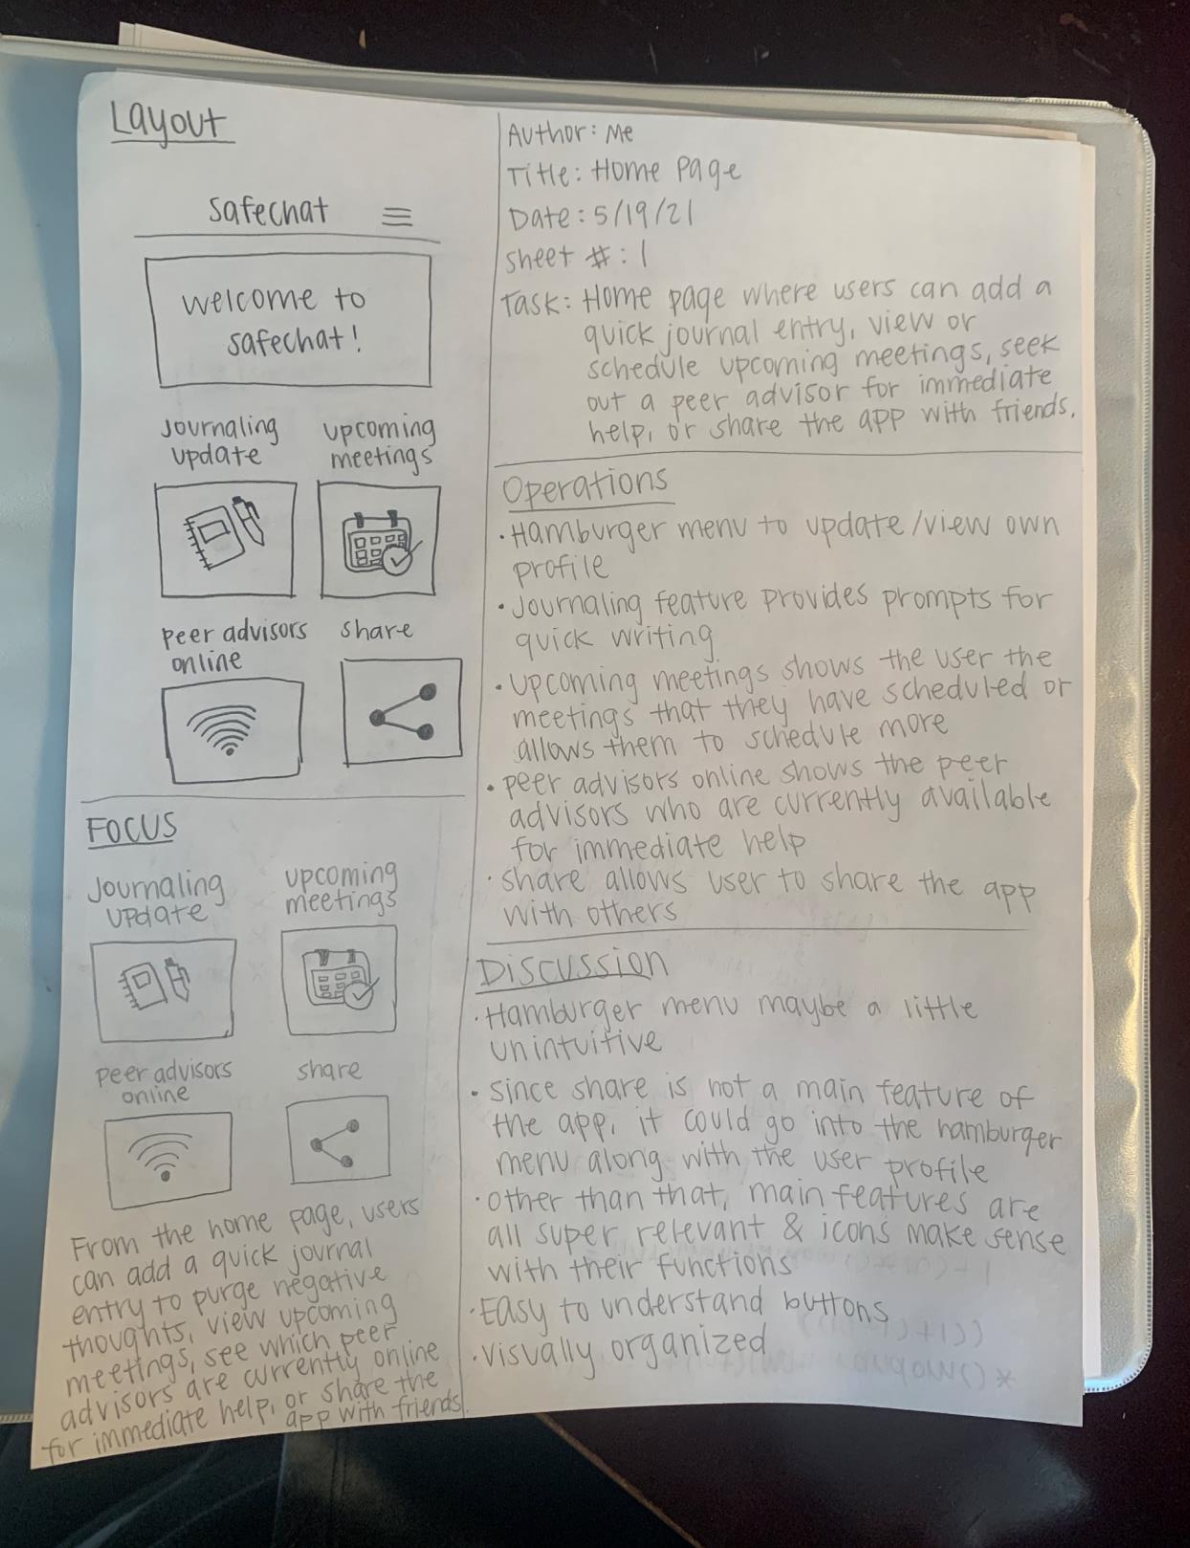 Layout
Safechat
welcome to
safechat!
Journaling
update
upcoming
meetings
peer advisors
online
share
Focus
Journaling
update
upcoming
meetings
peer advisors
online
share
From the home page, users
can add a quick journal
entry to purge negative
thoughts, view upcoming
meetings, see which peer
advisors are currently online
for immediate help, or share the
app with friends.
Author: Me
Title: Home Page
Date: 5/19/21
Sheet #: 1
Task: Home page where users can add a
quick journal entry, view or
schedule upcoming meetings, seek
out a peer advisor for immediate
help, or share the app with friends.
Operations
· Hamburger menu to update/view own
profile
· Journaling feature provides prompts for
quick writing
· Upcoming meetings shows the user the
meetings that they have scheduled or
allows them to schedule more
· peer advisors online shows the peer
advisors who are currently available
for immediate help
· share allows user to share the app
with others
Discussion
· Hamburger menu maybe a little
unintuitive
· since share is not a main feature of
the app, it could go into the hamburger
menu along with the user profile
· other than that, main features are
all super relevant & icons make sense
with their functions
· Easy to understand buttons
· visually organized